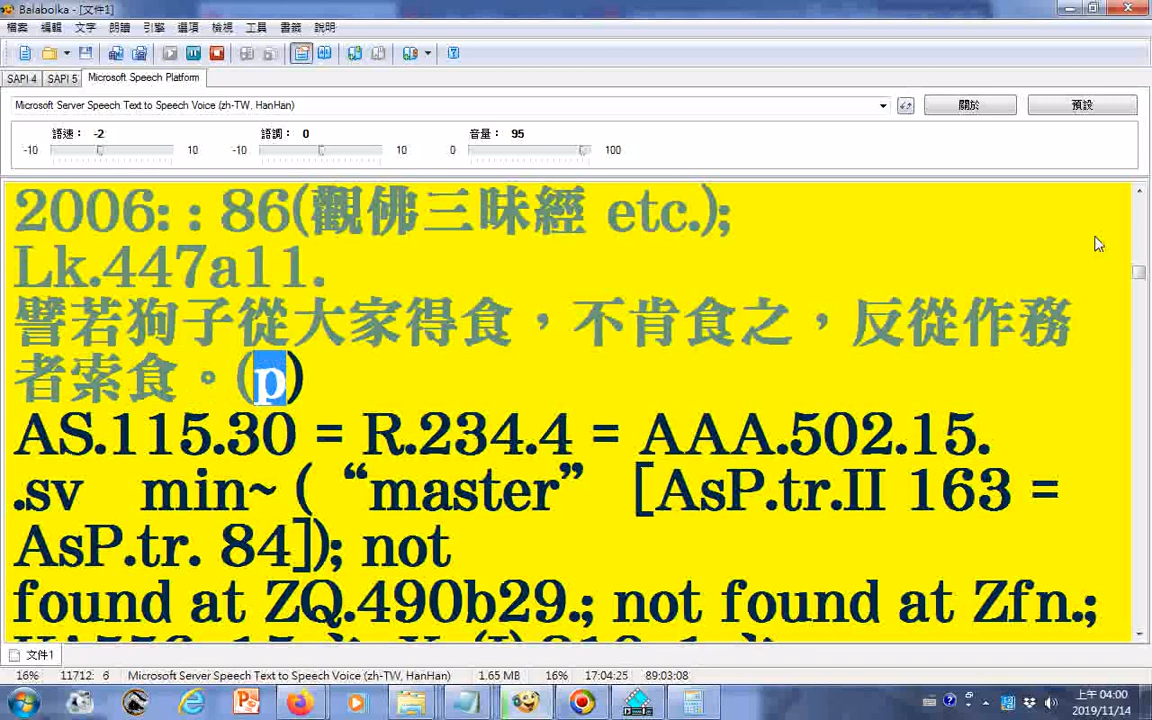 Balabolka - [文件1]
檔案 編輯 文字 朗讀 引擎 選項 檢視 工具 書籤 說明
SAPI 4 SAPI 5 Microsoft Speech Platform
Microsoft Server Speech Text to Speech Voice (zh-TW, HanHan) 關於 預設
語速： -2 語調： 0 音量： 95
-10 10 -10 10 0 100
2006: : 86(觀佛三昧經 etc.);
Lk.447a11.
譬若狗子從大家得食，不肯食之，反從作務
者索食。(p)
AS.115.30 = R.234.4 = AAA.502.15.
.sv min~ ( “master” [AsP.tr.II 163 =
AsP.tr. 84]); not
found at ZQ.490b29.; not found at Zfn.;
文件1
16% 11712: 6 Microsoft Server Speech Text to Speech Voice (zh-TW, HanHan) 1.65 MB 16% 17:04:25 89:03:08
上午 04:00
2019/11/14